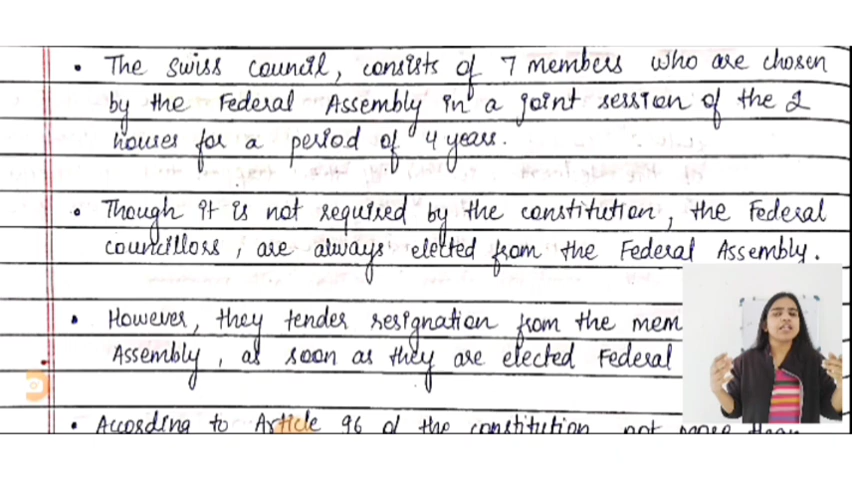 • The Swiss Council, consists of 7 members who are chosen
by the Federal Assembly in a joint session of the 2
houses for a period of 4 years.
• Though it is not required by the constitution, the Federal
councillors, are always elected from the Federal Assembly.
• However, they tender resignation from the mem
Assembly, as soon as they are elected Federal
• According to Article 96 of the constitution not more than